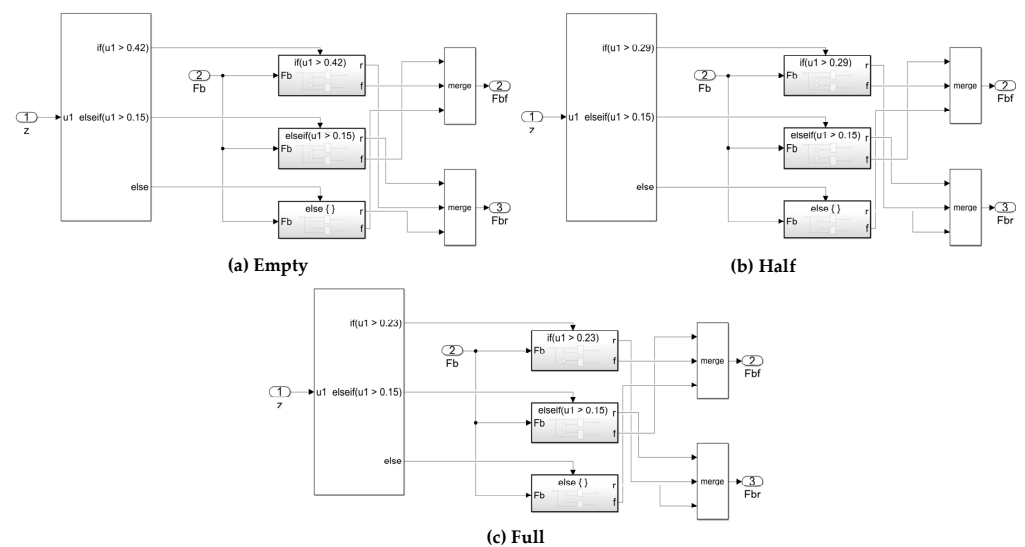 if(u1 > 0.42)
if(u1 > 0.42)
r
f
2
Fb
Fb
merge
2
Fbf
1
z
u1
elseif(u1 > 0.15)
elseif(u1 > 0.15)
r
f
Fb
else
else { }
r
f
Fb
merge
3
Fbr
(a) Empty
if(u1 > 0.29)
if(u1 > 0.29)
r
f
2
Fb
Fb
merge
2
Fbf
1
z
u1
elseif(u1 > 0.15)
elseif(u1 > 0.15)
r
f
Fb
else
else { }
r
f
Fb
merge
3
Fbr
(b) Half
if(u1 > 0.23)
if(u1 > 0.23)
r
f
2
Fb
Fb
merge
2
Fbf
1
z
u1
elseif(u1 > 0.15)
elseif(u1 > 0.15)
r
f
Fb
else
else { }
r
f
Fb
merge
3
Fbr
(c) Full